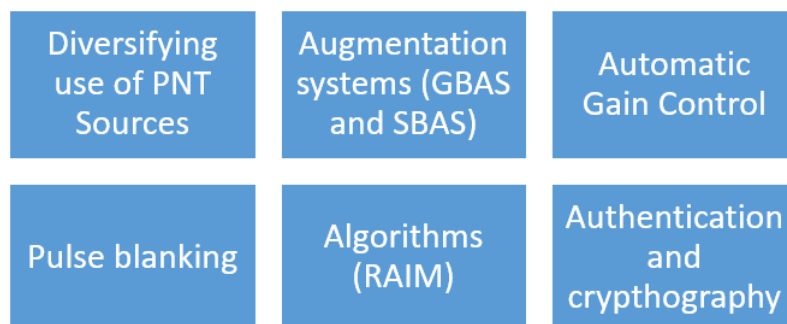 Diversifying
use of PNT
Sources
Augmentation
systems (GBAS
and SBAS)
Automatic
Gain Control
Pulse blanking
Algorithms
(RAIM)
Authentication
and
crypthography